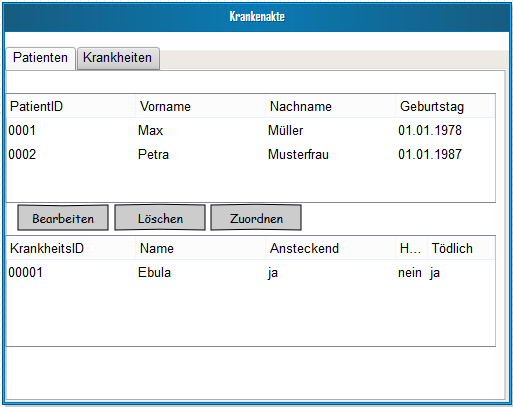 Krankenakte
Patienten Krankheiten
PatientID Vorname Nachname Geburtstag
0001 Max Müller 01.01.1978
0002 Petra Musterfrau 01.01.1987
Bearbeiten Löschen Zuordnen
KrankheitsID Name Ansteckend H... Tödlich
00001 Ebula ja nein ja